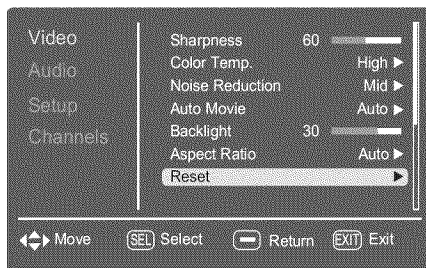 Video
Audio
Setup
Channels
Sharpness 60
Color Temp. High
Noise Reduction Mid
Auto Movie Auto
Backlight 30
Aspect Ratio Auto
Reset
Move SEL Select Return EXIT Exit